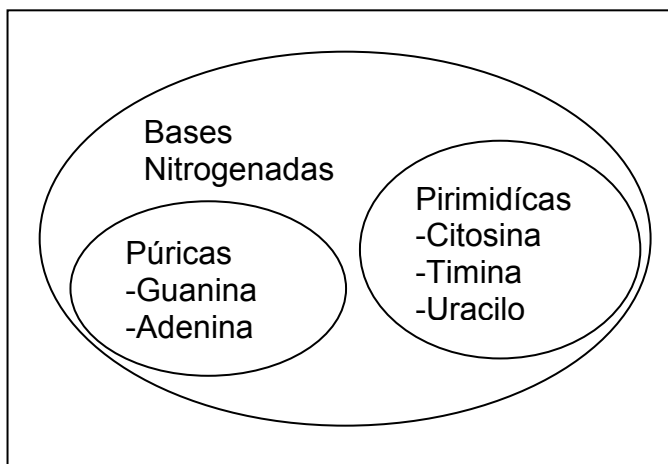 Bases
Nitrogenadas
Púricas
-Guanina
-Adenina
Pirimidícas
-Citosina
-Timina
-Uracilo